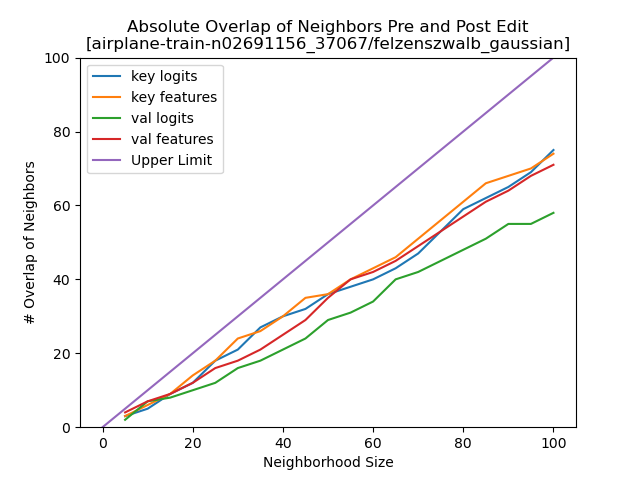 Absolute Overlap of Neighbors Pre and Post Edit
[airplane-train-n02691156_37067/felzenszwalb_gaussian]
key logits
key features
val logits
val features
Upper Limit
100
80
60
40
20
0
# Overlap of Neighbors
0 20 40 60 80 100
Neighborhood Size